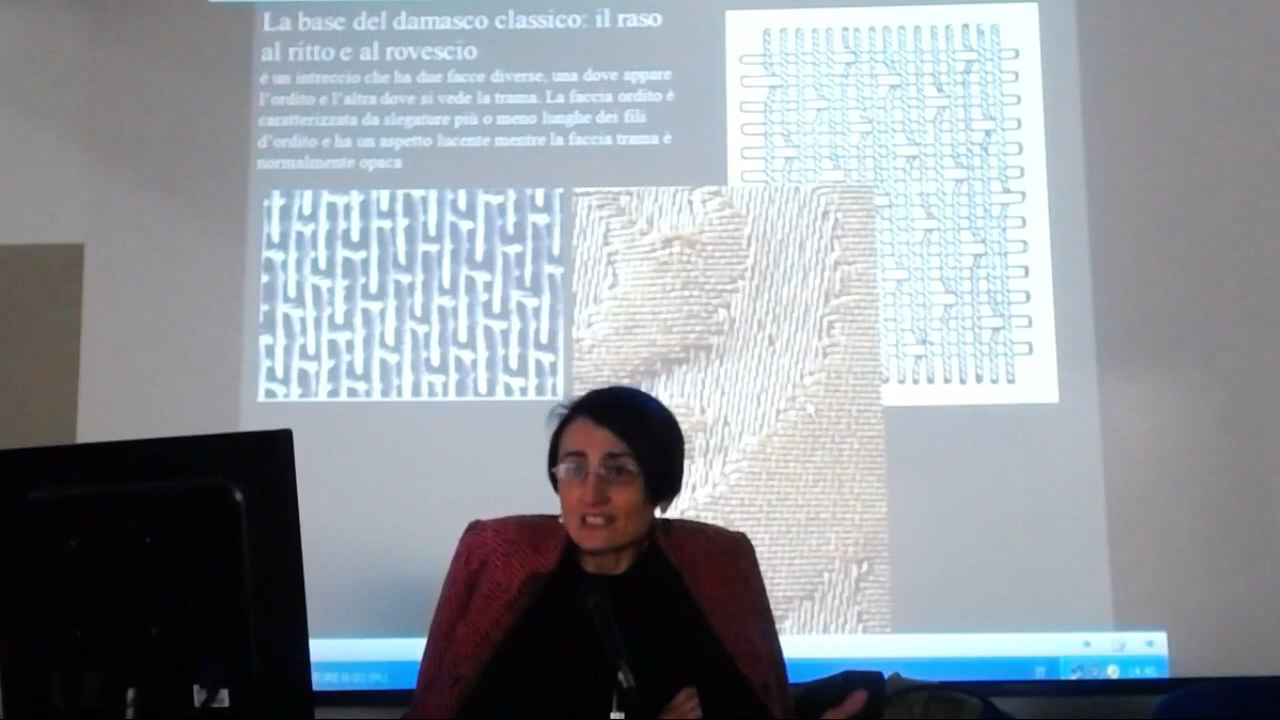 La base del damasco classico: il raso
al ritto e al rovescio
è un intreccio che ha due facce diverse, una dove appare
l'ordito e l'altra dove si vede la trama. La faccia ordito è
caratterizzata da slegature più o meno lunghe dei fili
d'ordito e ha un aspetto lucente mentre la faccia trama è
normalmente opaca